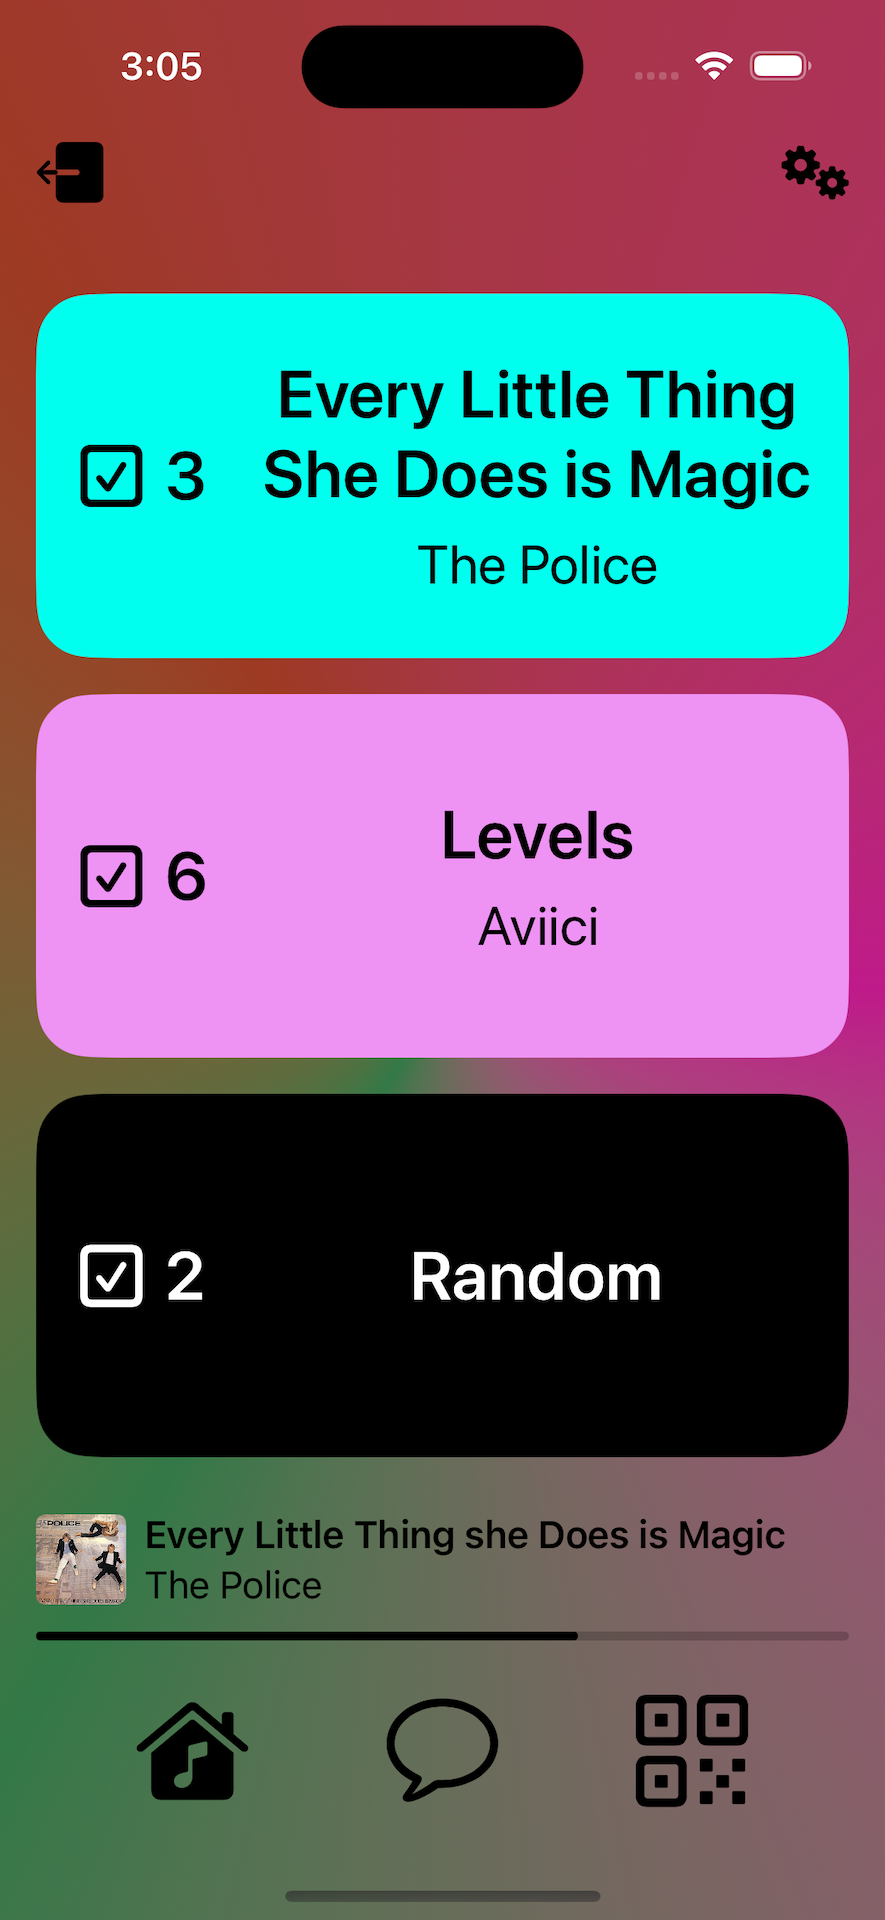 3:05
Every Little Thing
She Does is Magic
3
The Police
Levels
6
Aviici
2
Random
POLICE
Every Little Thing she Does is Magic
The Police